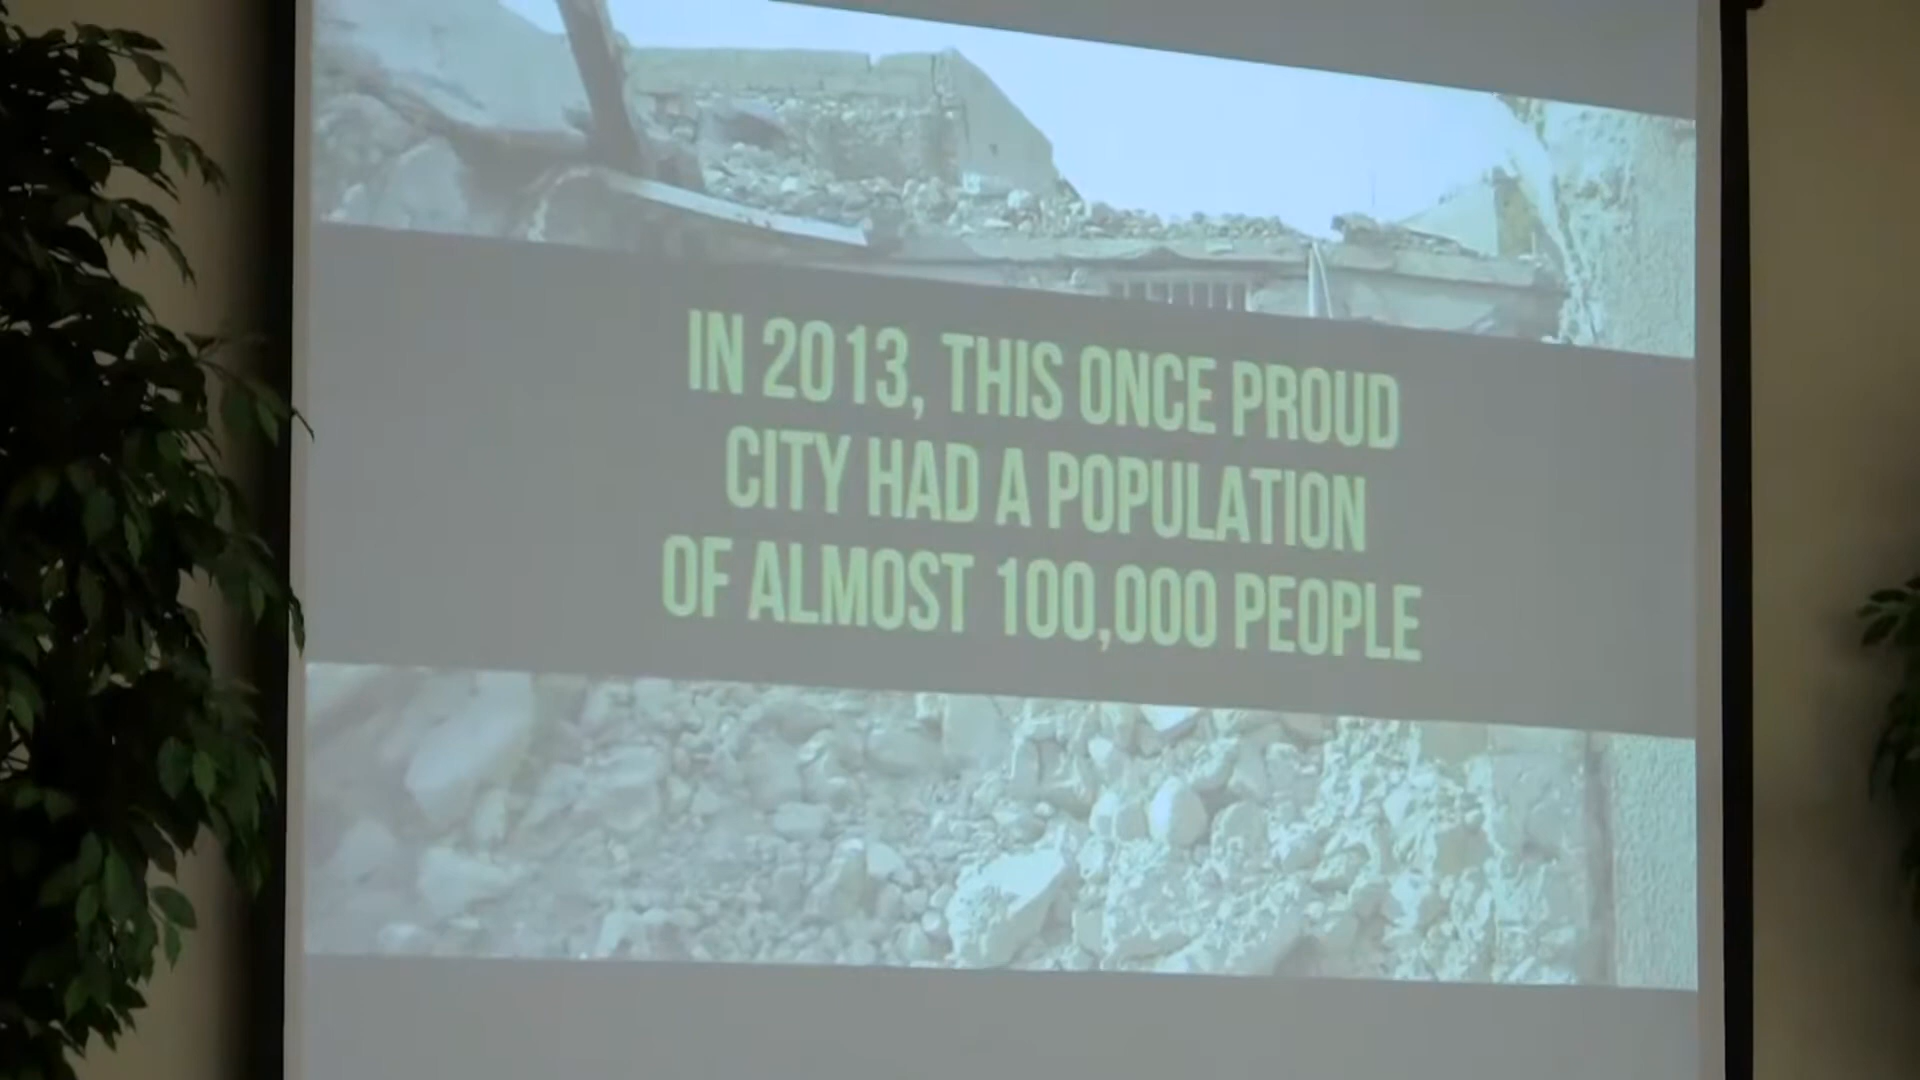 IN 2013, THIS ONCE PROUD
CITY HAD A POPULATION
OF ALMOST 100,000 PEOPLE